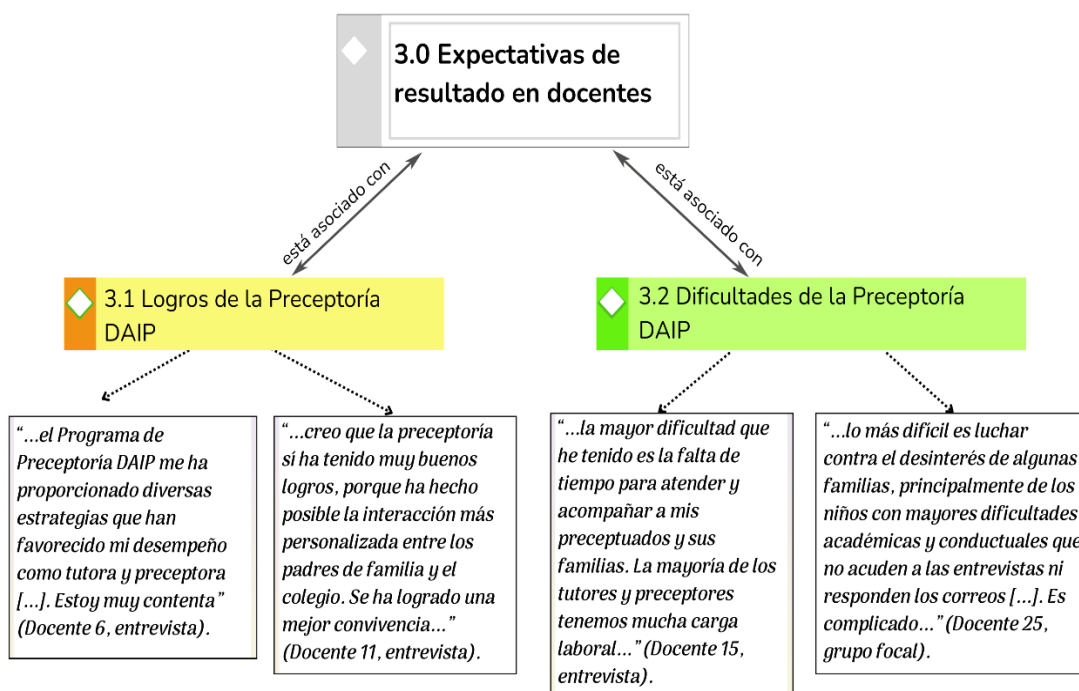 3.0 Expectativas de
resultado en docentes
está asociado con
está asociado con
3.1 Logros de la Preceptoría
DAIP
3.2 Dificultades de la Preceptoría
DAIP
“...el Programa de
Preceptoría DAIP me ha
proporcionado diversas
estrategias que han
favorecido mi desempeño
como tutora y preceptora
[...]. Estoy muy contenta”
(Docente 6, entrevista).
“...creo que la preceptoría
sí ha tenido muy buenos
logros, porque ha hecho
posible la interacción más
personalizada entre los
padres de familia y el
colegio. Se ha logrado una
mejor convivencia...”
(Docente 11, entrevista).
“...la mayor dificultad que
he tenido es la falta de
tiempo para atender y
acompañar a mis
preceptuados y sus
familias. La mayoría de los
tutores y preceptores
tenemos mucha carga
laboral...” (Docente 15,
entrevista).
“...lo más difícil es luchar
contra el desinterés de algunas
familias, principalmente de los
niños con mayores dificultades
académicas y conductuales que
no acuden a las entrevistas ni
responden los correos [...]. Es
complicado...” (Docente 25,
grupo focal).